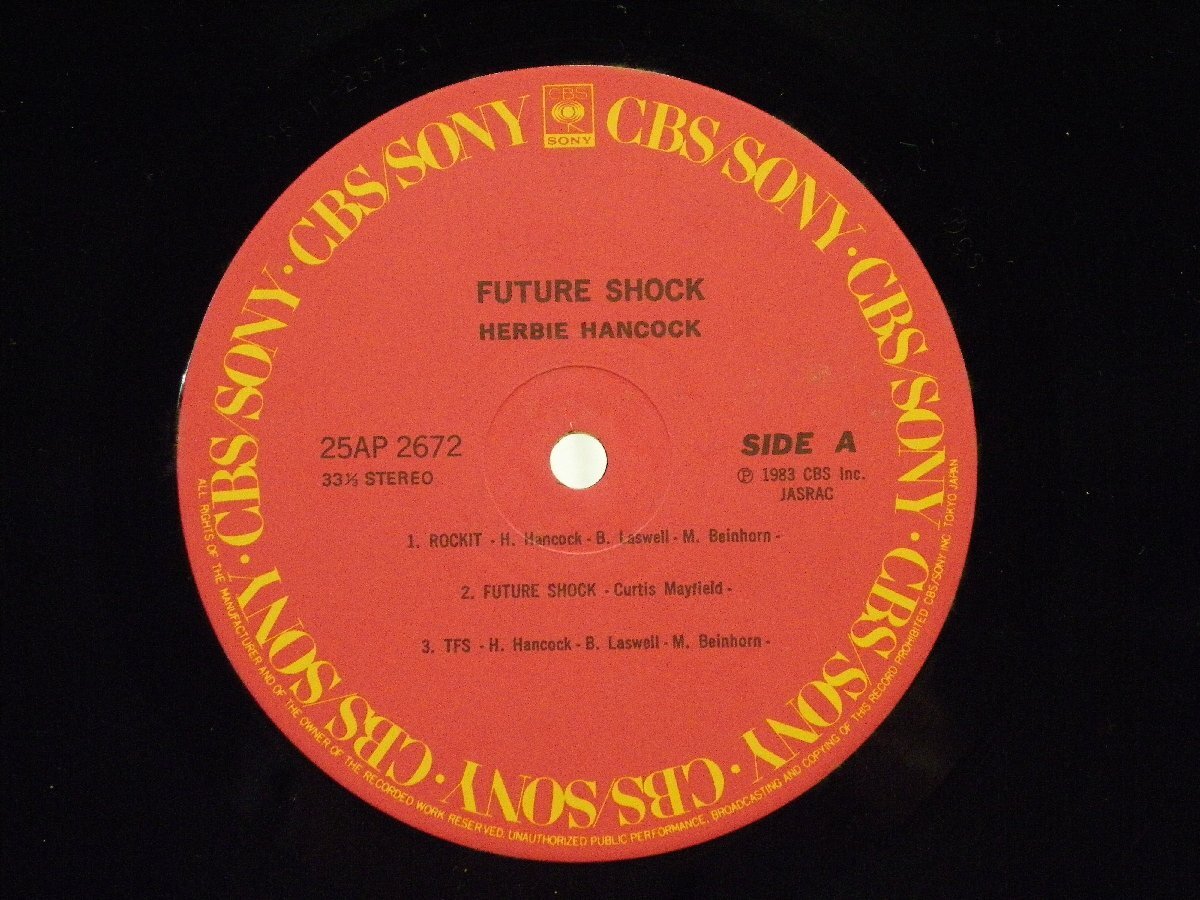 CBS
SONY
CBS/SONY · CBS/SONY · CBS/SONY · CBS/SONY · CBS/SONY · CBS/SONY · CBS/SONY
FUTURE SHOCK
HERBIE HANCOCK
25AP 2672
33⅓ STEREO
SIDE A
Ⓟ 1983 CBS Inc.
JASRAC
1. ROCKIT - H. Hancock - B. Laswell - M. Beinhorn -
2. FUTURE SHOCK - Curtis Mayfield -
3. TFS - H. Hancock - B. Laswell - M. Beinhorn -
ALL RIGHTS OF THE MANUFACTURER AND OF THE OWNER OF THE RECORDED WORK RESERVED. UNAUTHORIZED PUBLIC PERFORMANCE, BROADCASTING AND COPYING OF THIS RECORD PROHIBITED CBS/SONY INC. TOKYO JAPAN